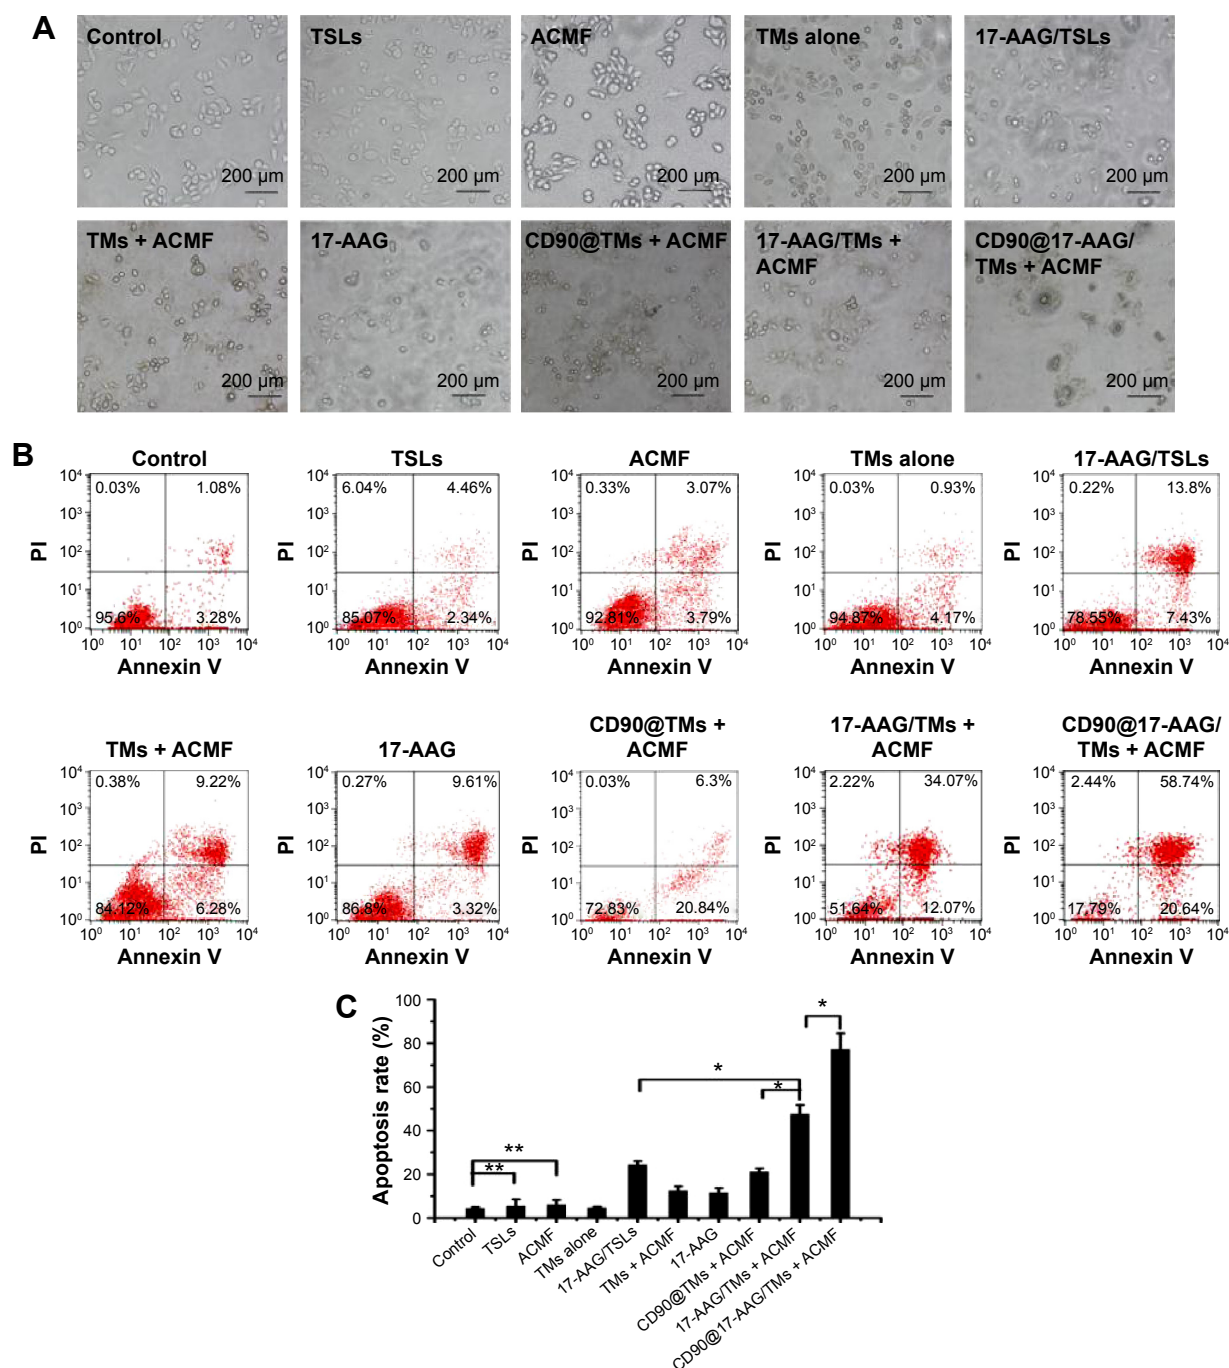 A
Control
TSLs
ACMF
TMs alone
17-AAG/TSLs
200 µm
200 µm
200 µm
200 µm
200 µm
TMs + ACMF
17-AAG
CD90@TMs + ACMF
17-AAG/TMs +
ACMF
CD90@17-AAG/
TMs + ACMF
200 µm
200 µm
200 µm
200 µm
200 µm
B
Control
10⁴
10³
10²
10¹
10⁰
PI
0.03%
1.08%
95.6%
3.28%
10⁰ 10¹ 10² 10³ 10⁴
Annexin V
TSLs
10⁴
10³
10²
10¹
10⁰
PI
6.04%
4.46%
85.07%
2.34%
10⁰ 10¹ 10² 10³ 10⁴
Annexin V
ACMF
10⁴
10³
10²
10¹
10⁰
PI
0.33%
3.07%
92.81%
3.79%
10⁰ 10¹ 10² 10³ 10⁴
Annexin V
TMs alone
10⁴
10³
10²
10¹
10⁰
PI
0.03%
0.93%
94.87%
4.17%
10⁰ 10¹ 10² 10³ 10⁴
Annexin V
17-AAG/TSLs
10⁴
10³
10²
10¹
10⁰
PI
0.22%
13.8%
78.55%
7.43%
10⁰ 10¹ 10² 10³ 10⁴
Annexin V
TMs + ACMF
10⁴
10³
10²
10¹
10⁰
PI
0.38%
9.22%
84.12%
6.28%
10⁰ 10¹ 10² 10³ 10⁴
Annexin V
17-AAG
10⁴
10³
10²
10¹
10⁰
PI
0.27%
9.61%
86.8%
3.32%
10⁰ 10¹ 10² 10³ 10⁴
Annexin V
CD90@TMs +
ACMF
10⁴
10³
10²
10¹
10⁰
PI
0.03%
6.3%
72.83%
20.84%
10⁰ 10¹ 10² 10³ 10⁴
Annexin V
17-AAG/TMs +
ACMF
10⁴
10³
10²
10¹
10⁰
PI
2.22%
34.07%
51.64%
12.07%
10⁰ 10¹ 10² 10³ 10⁴
Annexin V
CD90@17-AAG/
TMs + ACMF
10⁴
10³
10²
10¹
10⁰
PI
2.44%
58.74%
17.79%
20.64%
10⁰ 10¹ 10² 10³ 10⁴
Annexin V
C
Apoptosis rate (%)
100
80
60
40
20
0
**
**
*
*
*
Control
TSLs
ACMF
TMs alone
17-AAG/TSLs
TMs + ACMF
17-AAG
CD90@TMs + ACMF
17-AAG/TMs + ACMF
CD90@17-AAG/TMs + ACMF